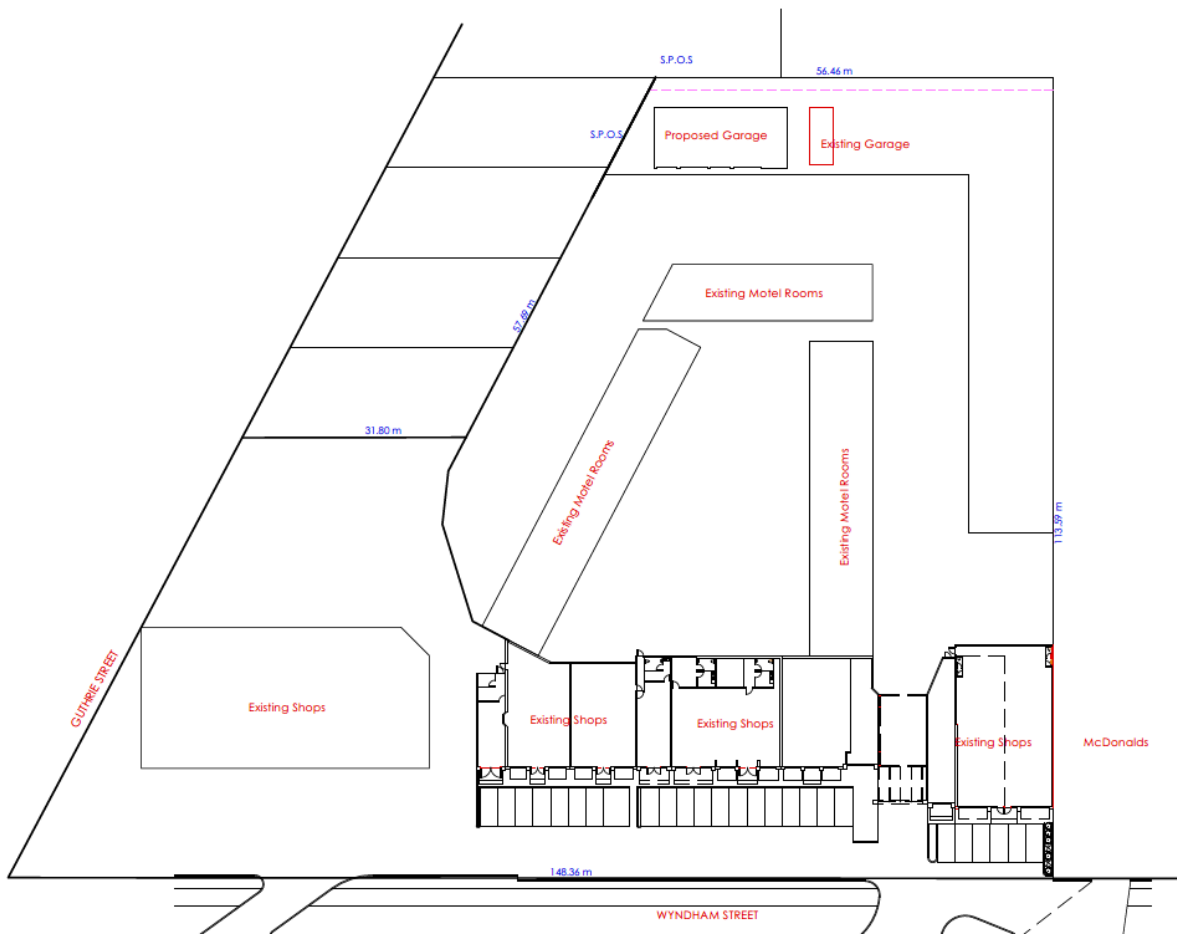 S.P.O.S
56.46 m
S.P.O.S
Proposed Garage
Existing Garage
Existing Motel Rooms
57.69 m
31.80 m
Existing Motel Rooms
Existing Motel Rooms
113.59 m
GUTHRIE STREET
Existing Shops
Existing Shops
Existing Shops
Existing Shops
McDonalds
148.36 m
WYNDHAM STREET